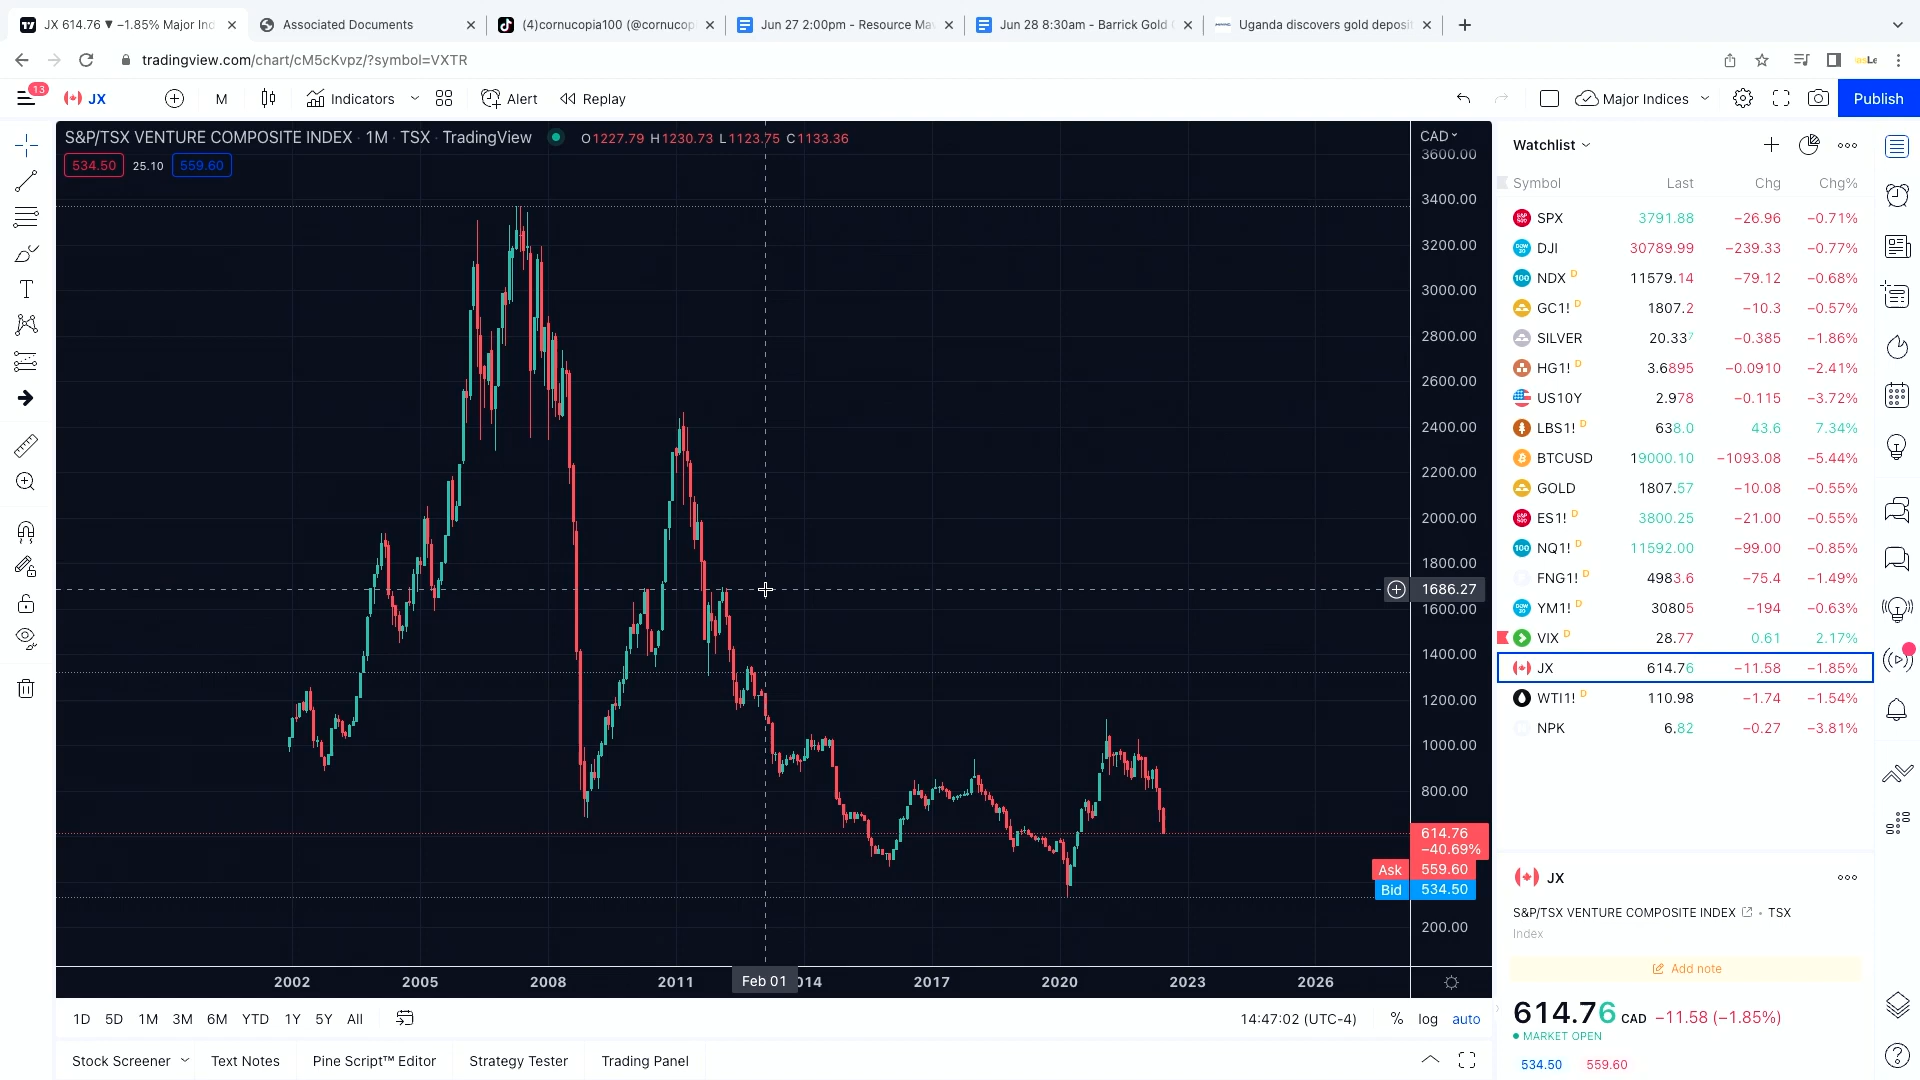 JX 614.76 ▼ −1.85% Major Ind
Associated Documents
(4)cornucopia100 (@cornucop
Jun 27 2:00pm - Resource Mav
Jun 28 8:30am - Barrick Gold
Uganda discovers gold deposit
tradingview.com/chart/cM5cKvpz/?symbol=VXTR
13
JX
M
Indicators
Alert
Replay
Major Indices
Publish
S&P/TSX VENTURE COMPOSITE INDEX · 1M · TSX · TradingView
O1227.79 H1230.73 L1123.75 C1133.36
534.50 25.10 559.60
CAD
3600.00
3400.00
3200.00
3000.00
2800.00
2600.00
2400.00
2200.00
2000.00
1800.00
1686.27
1600.00
1400.00
1200.00
1000.00
800.00
614.76
−40.69%
Ask 559.60
Bid 534.50
200.00
2002 2005 2008 2011 Feb 01 014 2017 2020 2023 2026
1D 5D 1M 3M 6M YTD 1Y 5Y All
14:47:02 (UTC-4) % log auto
Stock Screener Text Notes Pine Script™ Editor Strategy Tester Trading Panel
Watchlist
Symbol Last Chg Chg%
SPX 3791.88 −26.96 −0.71%
DJI 30789.99 −239.33 −0.77%
NDX D 11579.14 −79.12 −0.68%
GC1! D 1807.2 −10.3 −0.57%
SILVER 20.337 −0.385 −1.86%
HG1! D 3.6895 −0.0910 −2.41%
US10Y 2.978 −0.115 −3.72%
LBS1! D 638.0 43.6 7.34%
BTCUSD 19000.10 −1093.08 −5.44%
GOLD 1807.57 −10.08 −0.55%
ES1! D 3800.25 −21.00 −0.55%
NQ1! D 11592.00 −99.00 −0.85%
FNG1! D 4983.6 −75.4 −1.49%
YM1! D 30805 −194 −0.63%
VIX D 28.77 0.61 2.17%
JX 614.76 −11.58 −1.85%
WTI1! D 110.98 −1.74 −1.54%
NPK 6.82 −0.27 −3.81%
JX
S&P/TSX VENTURE COMPOSITE INDEX • TSX
Index
Add note
614.76 CAD −11.58 (−1.85%)
MARKET OPEN
534.50 559.60